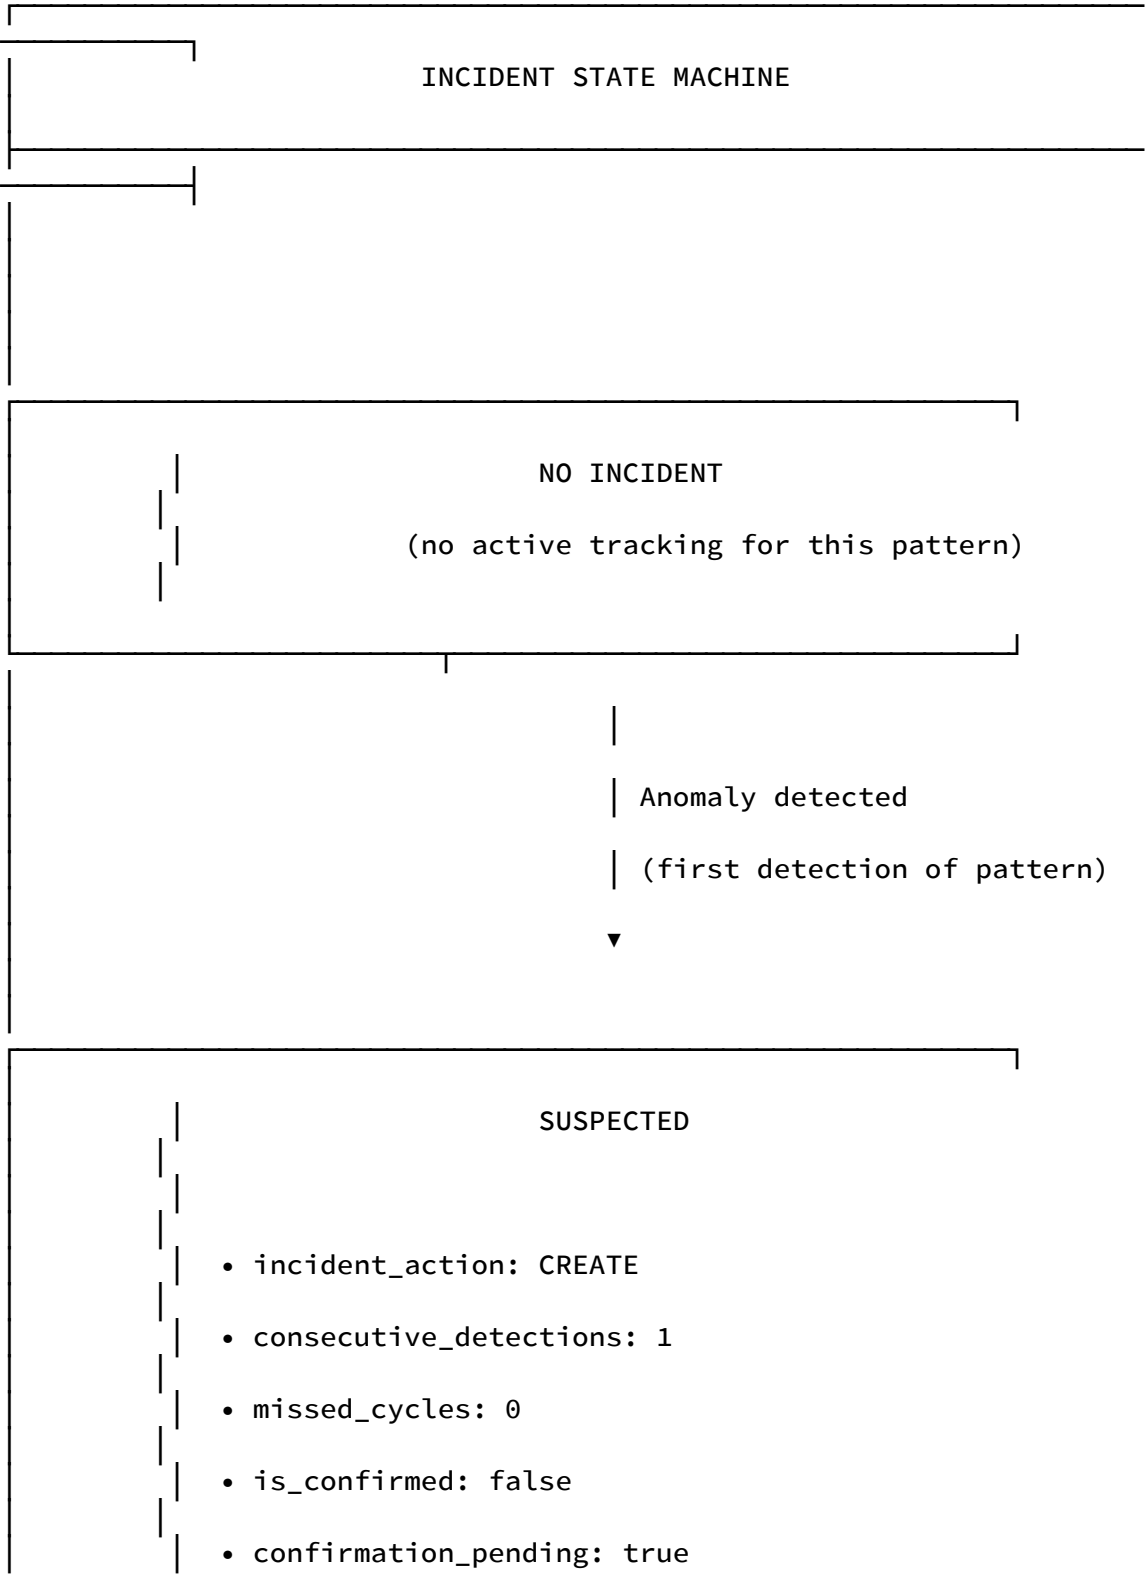 INCIDENT STATE MACHINE
NO INCIDENT
(no active tracking for this pattern)
Anomaly detected
(first detection of pattern)
▼
SUSPECTED
• incident_action: CREATE
• consecutive_detections: 1
• missed_cycles: 0
• is_confirmed: false
• confirmation_pending: true